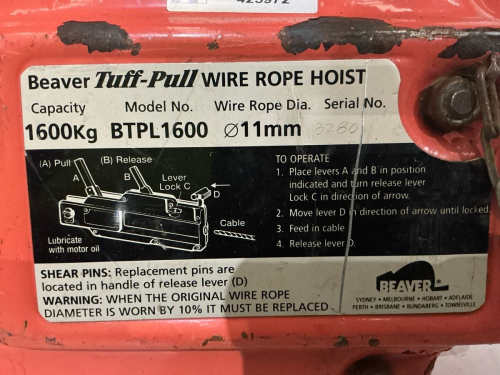 Beaver Tuff-Pull WIRE ROPE HOIST
Capacity Model No. Wire Rope Dia. Serial No.
1600Kg BTPL1600 ∅11mm 3280
(A) Pull (B) Release
A B Lever
Lock C
D
Cable
Lubricate
with motor oil
TO OPERATE
1. Place levers A and B in position
indicated and turn release lever
Lock C in direction of arrow.
2. Move lever D in direction of arrow until locked
3. Feed in cable
4. Release lever D.
SHEAR PINS: Replacement pins are
located in handle of release lever (D)
WARNING: WHEN THE ORIGINAL WIRE ROPE
DIAMETER IS WORN BY 10% IT MUST BE REPLACED
BEAVER
SYDNEY • MELBOURNE • HOBART • ADELAIDE
PERTH • BRISBANE • BUNDABERG • TOWNSVILLE